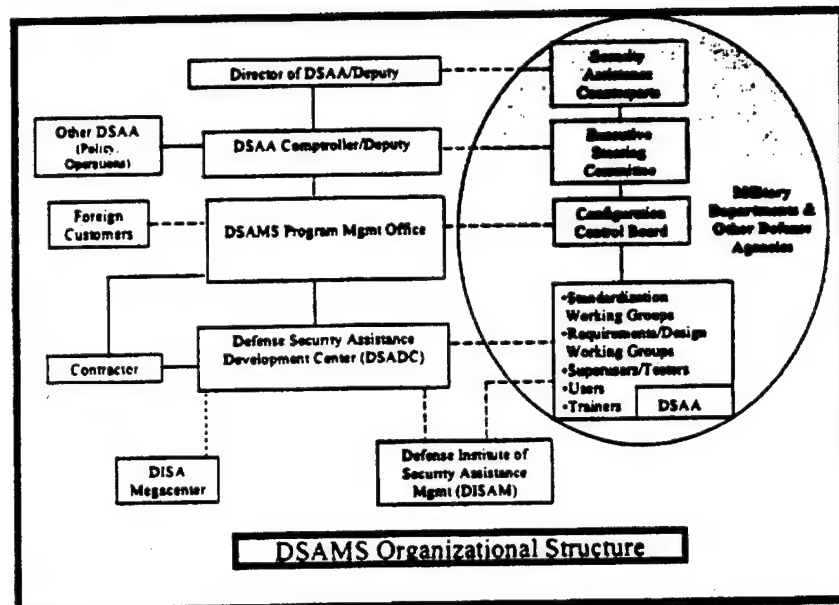 Director of DSAA/Deputy
Security
Assistance
Counterparts
Other DSAA
(Policy,
Operations)
DSAA Comptroller/Deputy
Executive
Steering
Committee
Foreign
Customers
DSAMS Program Mgmt Office
Configuration
Control Board
Military
Departments &
Other Defense
Agencies
Contractor
Defense Security Assistance
Development Center (DSADC)
•Standardization
Working Groups
•Requirements/Design
Working Groups
•Superusers/Testers
•Users
•Trainers
DSAA
DISA
Megacenter
Defense Institute of
Security Assistance
Mgmt (DISAM)
DSAMS Organizational Structure